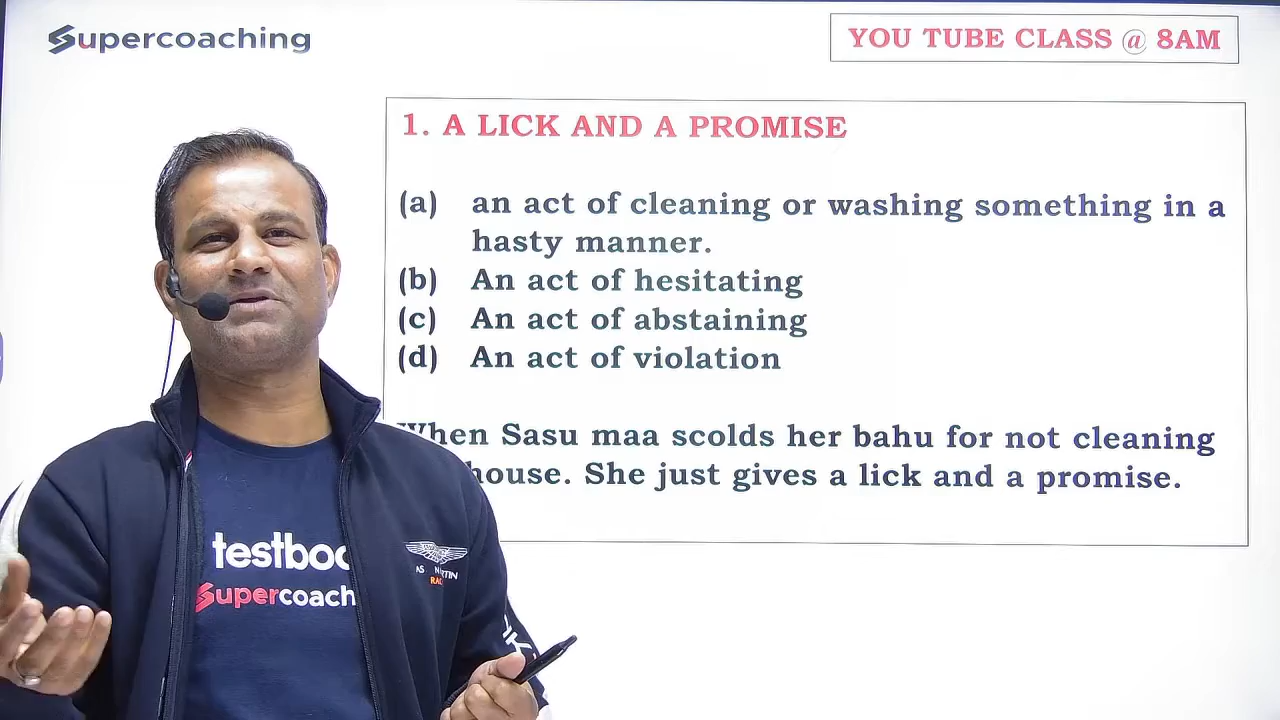 Supercoaching
YOU TUBE CLASS @ 8AM
1. A LICK AND A PROMISE
(a) an act of cleaning or washing something in a
hasty manner.
(b) An act of hesitating
(c) An act of abstaining
(d) An act of violation
When Sasu maa scolds her bahu for not cleaning
house. She just gives a lick and a promise.
testboo
Supercoach